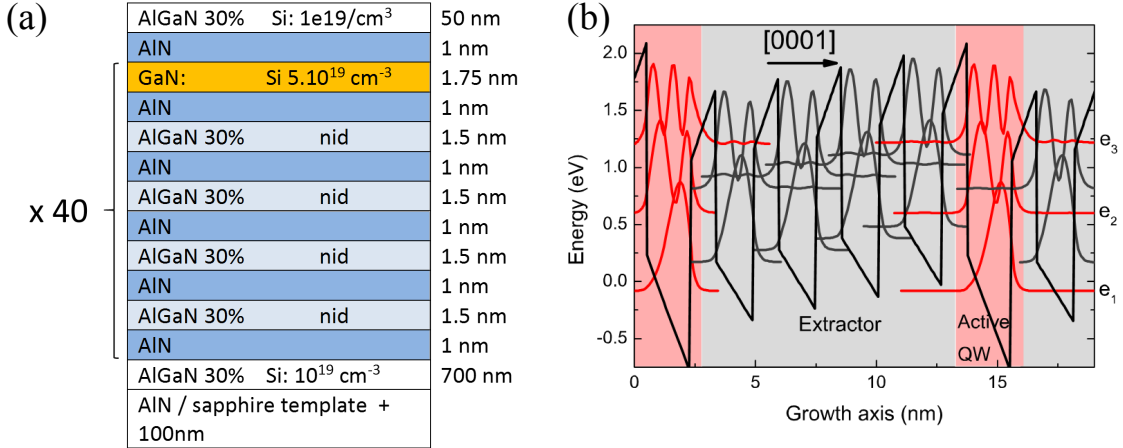 (a)
AlGaN 30% Si: 1e19/cm³ 50 nm
AlN 1 nm
GaN: Si 5.10¹⁹ cm⁻³ 1.75 nm
AlN 1 nm
AlGaN 30% nid 1.5 nm
AlN 1 nm
AlGaN 30% nid 1.5 nm
x 40
AlN 1 nm
AlGaN 30% nid 1.5 nm
AlN 1 nm
AlGaN 30% nid 1.5 nm
AlN 1 nm
AlGaN 30% Si: 10¹⁹ cm⁻³ 700 nm
AlN / sapphire template +
100nm
(b)
[0001]
2.0
1.5
1.0
0.5
0.0
-0.5
Energy (eV)
e₃
e₂
e₁
Extractor
Active
QW
0 5 10 15
Growth axis (nm)